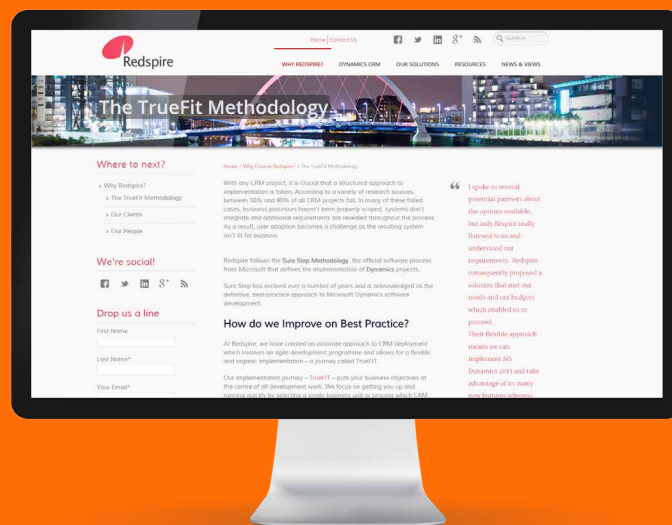 Redspire
Home | Contact Us
SEARCH
WHY REDSPIRE? DYNAMICS CRM OUR SOLUTIONS RESOURCES NEWS & VIEWS
The TrueFit Methodology
Where to next?
Why Redspire?
The TrueFit Methodology
Our Clients
Our People
We're social!
Drop us a line
First Name
Last Name*
Your Email*
Home / Why Choose Redspire? / The TrueFit Methodology
With any CRM project, it is crucial that a structured approach to
implementation is taken. According to a variety of research sources,
between 50% and 80% of all CRM projects fail. In many of these failed
cases, business processes haven't been properly scoped, systems don't
integrate and additional requirements are revealed throughout the process.
As a result, user adoption becomes a challenge as the resulting system
isn't fit for purpose.
Redspire follows the Sure Step Methodology, the official software process
from Microsoft that defines the implementation of Dynamics projects.
Sure Step has evolved over a number of years and is acknowledged as the
definitive, best-practice approach to Microsoft Dynamics software
development.
How do we Improve on Best Practice?
At Redspire, we have created an innovate approach to CRM deployment
which involves an agile development programme and allows for a flexible
and organic implementation – a journey called TrueFIT.
Our implementation journey – TrueFIT – puts your business objectives at
the centre of all development work. We focus on getting you up and
running quickly by selecting a single business unit or process which CRM
I spoke to several
potential partners about
the options available,
but only Respire really
listened to us and
understood our
requirements. Redspire
consequently proposed a
solution that met our
needs and our budgets
which enabled us to
proceed.
Their flexible approach
means we can
implement MS
Dynamics 2013 and take
advantage of its many
new features whereas